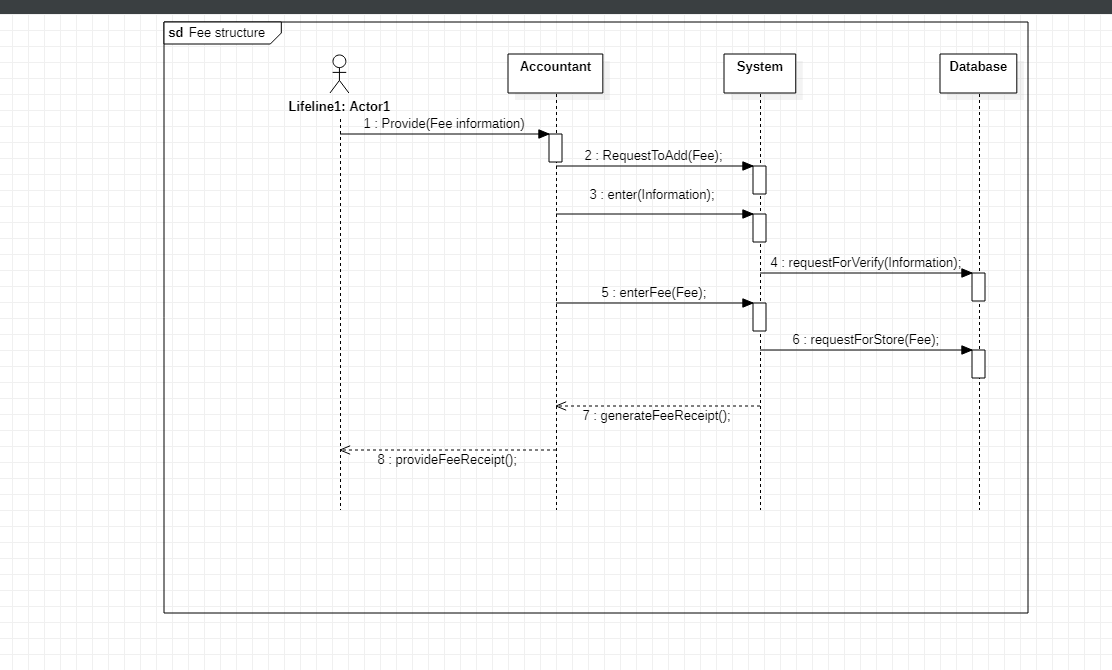 sd Fee structure
Accountant
System
Database
Lifeline1: Actor1
1 : Provide(Fee information)
2 : RequestToAdd(Fee);
3 : enter(Information);
4 : requestForVerify(Information);
5 : enterFee(Fee);
6 : requestForStore(Fee);
7 : generateFeeReceipt();
8 : provideFeeReceipt();